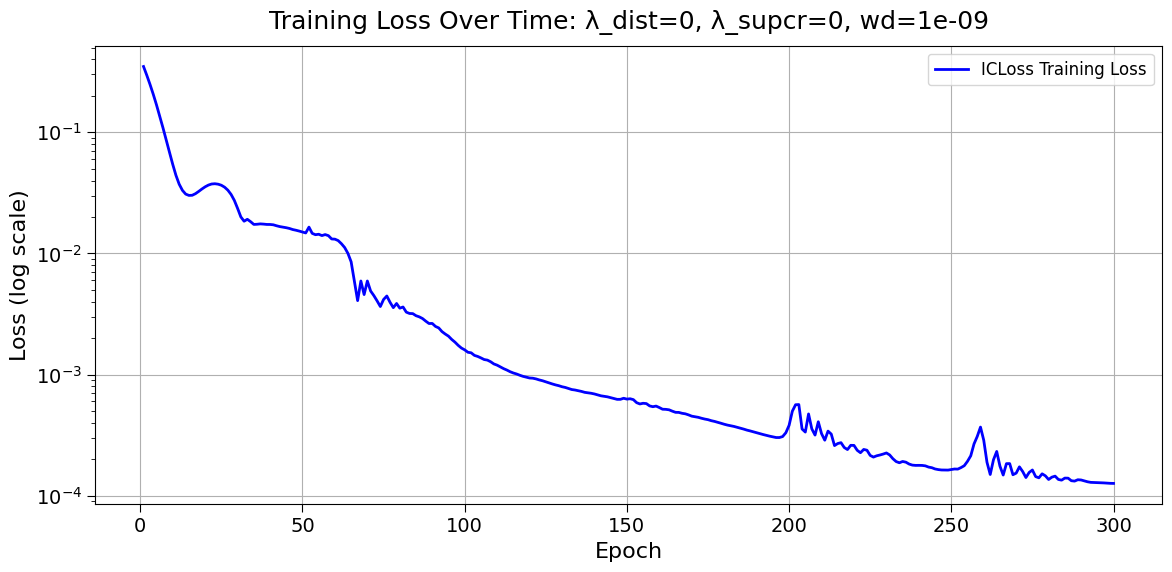 Training Loss Over Time: λ_dist=0, λ_supcr=0, wd=1e-09
ICLoss Training Loss
Loss (log scale)
10⁻¹
10⁻²
10⁻³
10⁻⁴
0 50 100 150 200 250 300
Epoch